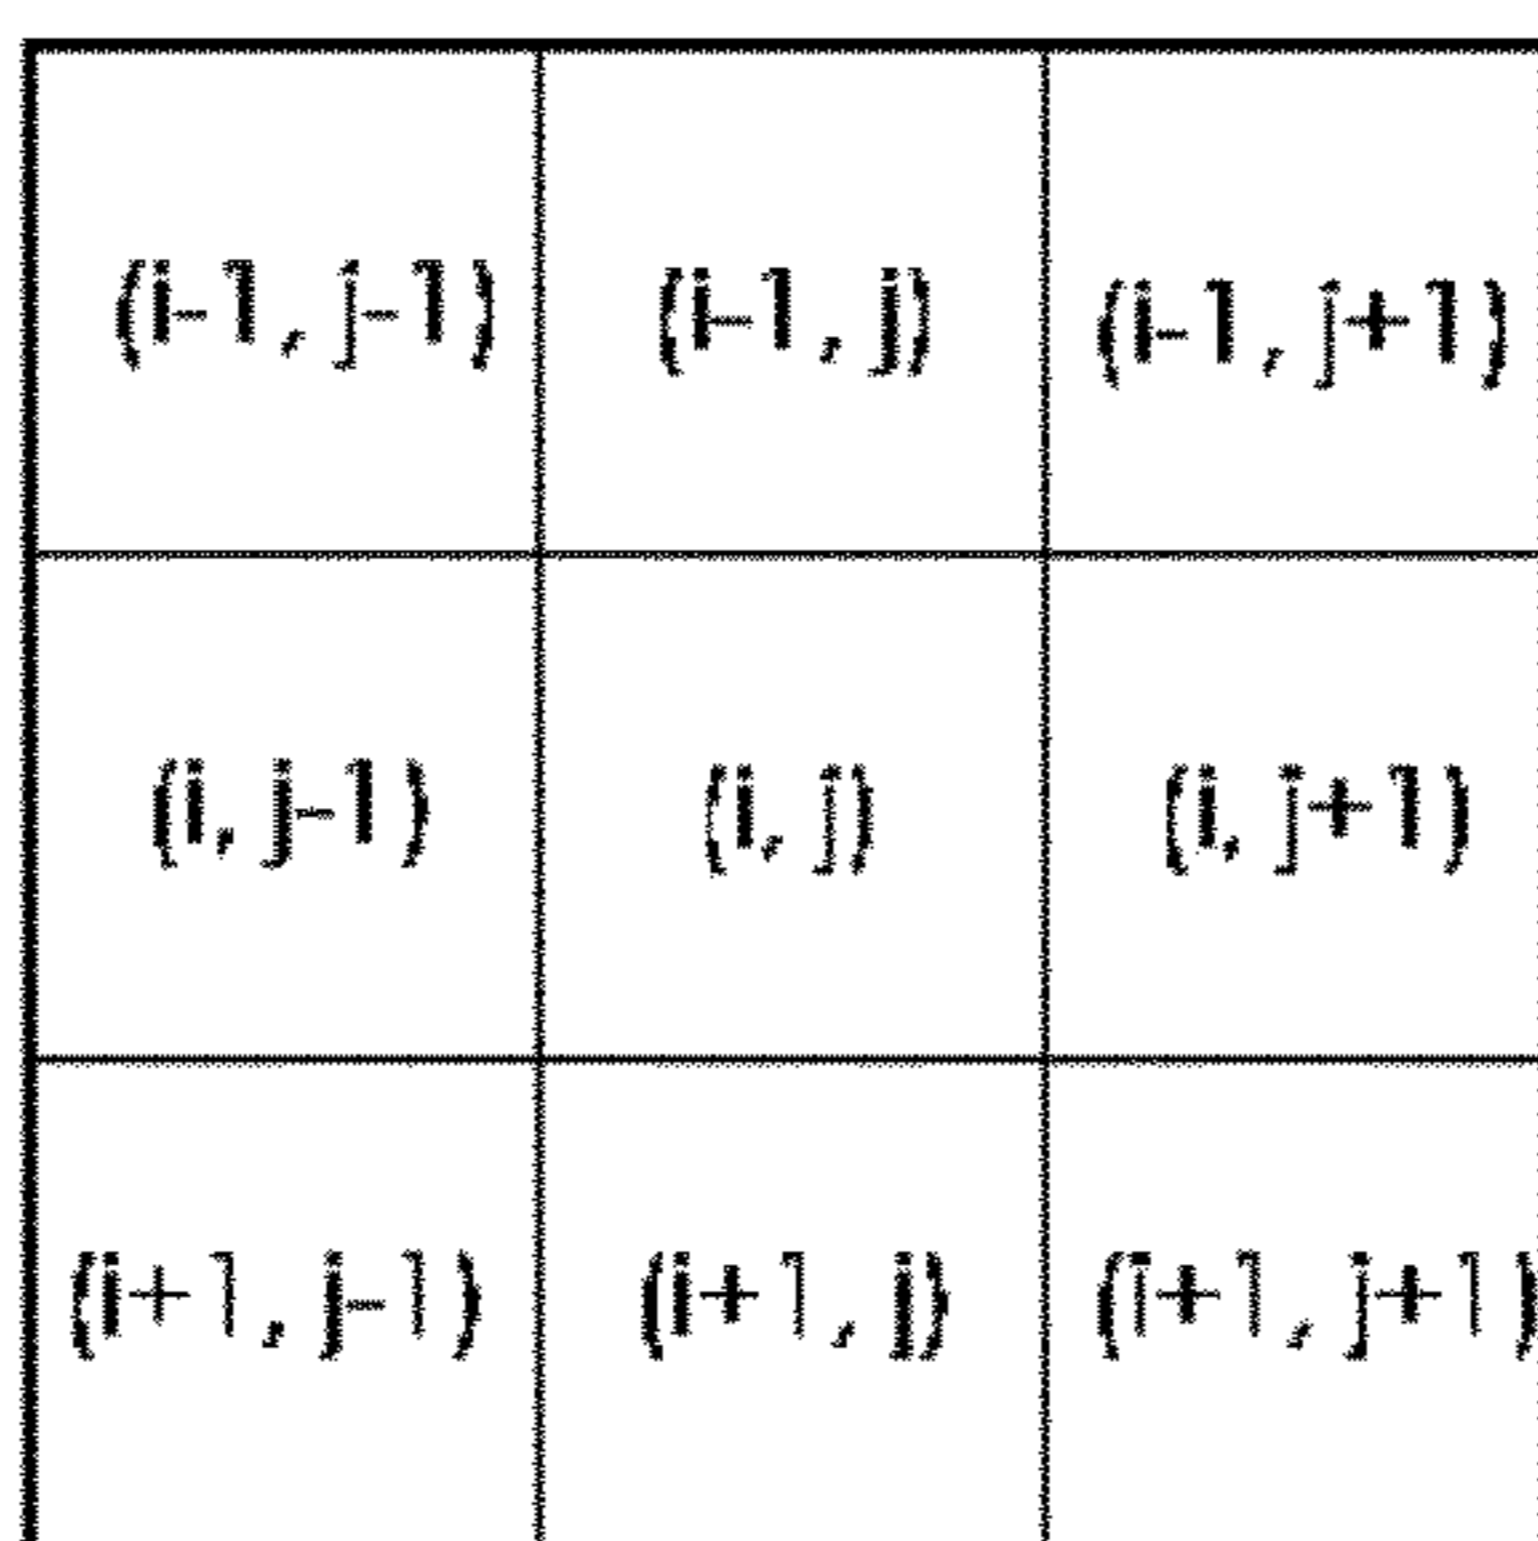 (i-1, j-1) (i-1, j) (i-1, j+1)
(i, j-1) (i, j) (i, j+1)
(i+1, j-1) (i+1, j) (i+1, j+1)